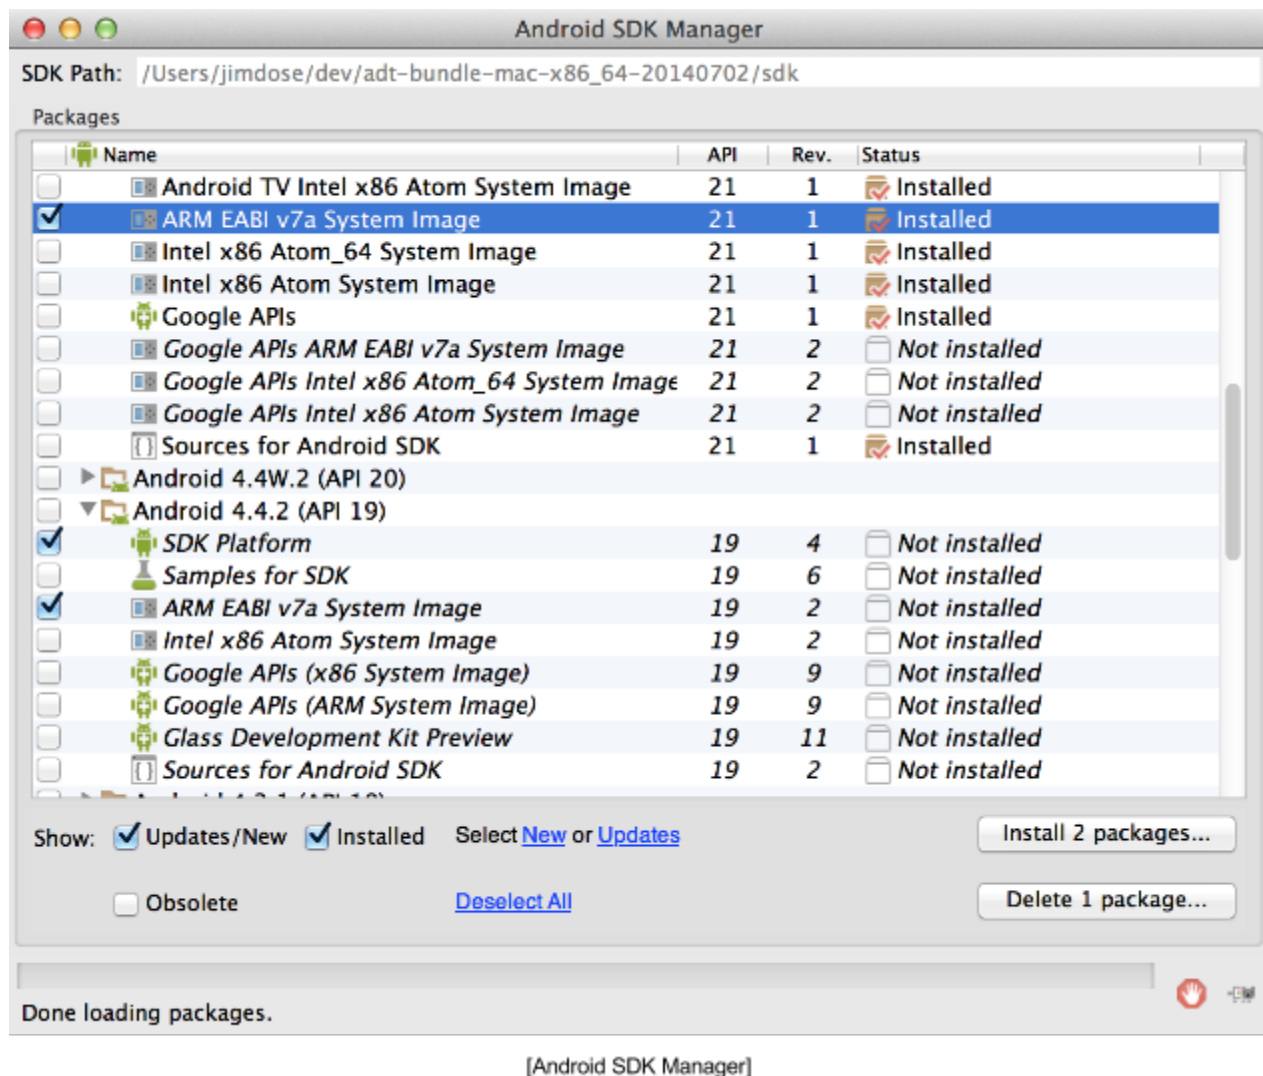 Android SDK Manager
SDK Path: /Users/jimdose/dev/adt-bundle-mac-x86_64-20140702/sdk
Packages
Name API Rev. Status
Android TV Intel x86 Atom System Image 21 1 Installed
ARM EABI v7a System Image 21 1 Installed
Intel x86 Atom_64 System Image 21 1 Installed
Intel x86 Atom System Image 21 1 Installed
Google APIs 21 1 Installed
Google APIs ARM EABI v7a System Image 21 2 Not installed
Google APIs Intel x86 Atom_64 System Image 21 2 Not installed
Google APIs Intel x86 Atom System Image 21 2 Not installed
Sources for Android SDK 21 1 Installed
Android 4.4W.2 (API 20)
Android 4.4.2 (API 19)
SDK Platform 19 4 Not installed
Samples for SDK 19 6 Not installed
ARM EABI v7a System Image 19 2 Not installed
Intel x86 Atom System Image 19 2 Not installed
Google APIs (x86 System Image) 19 9 Not installed
Google APIs (ARM System Image) 19 9 Not installed
Glass Development Kit Preview 19 11 Not installed
Sources for Android SDK 19 2 Not installed
Show: Updates/New Installed Select New or Updates Install 2 packages...
Obsolete Deselect All Delete 1 package...
Done loading packages.
[Android SDK Manager]